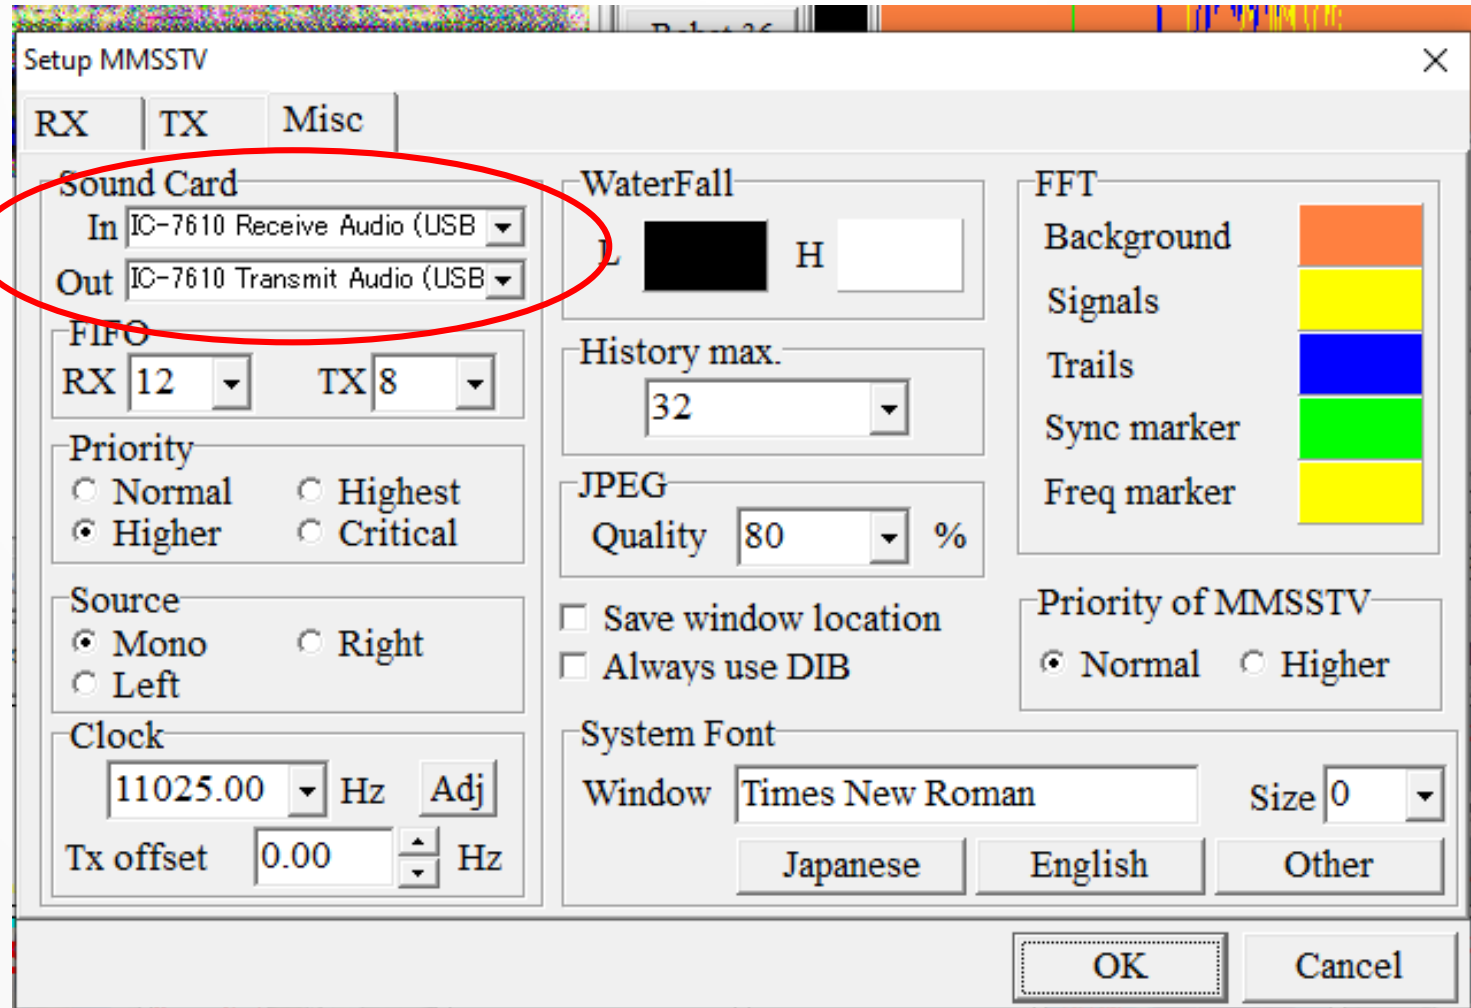 Robot 36
Setup MMSSTV
RX TX Misc
Sound Card
In IC-7610 Receive Audio (USB
Out IC-7610 Transmit Audio (USB
FIFO
RX 12 TX 8
Priority
Normal Highest
Higher Critical
Source
Mono Right
Left
Clock
11025.00 Hz Adj
Tx offset 0.00 Hz
WaterFall
L H
History max.
32
JPEG
Quality 80 %
Save window location
Always use DIB
FFT
Background
Signals
Trails
Sync marker
Freq marker
Priority of MMSSTV
Normal Higher
System Font
Window Times New Roman Size 0
Japanese English Other
OK Cancel